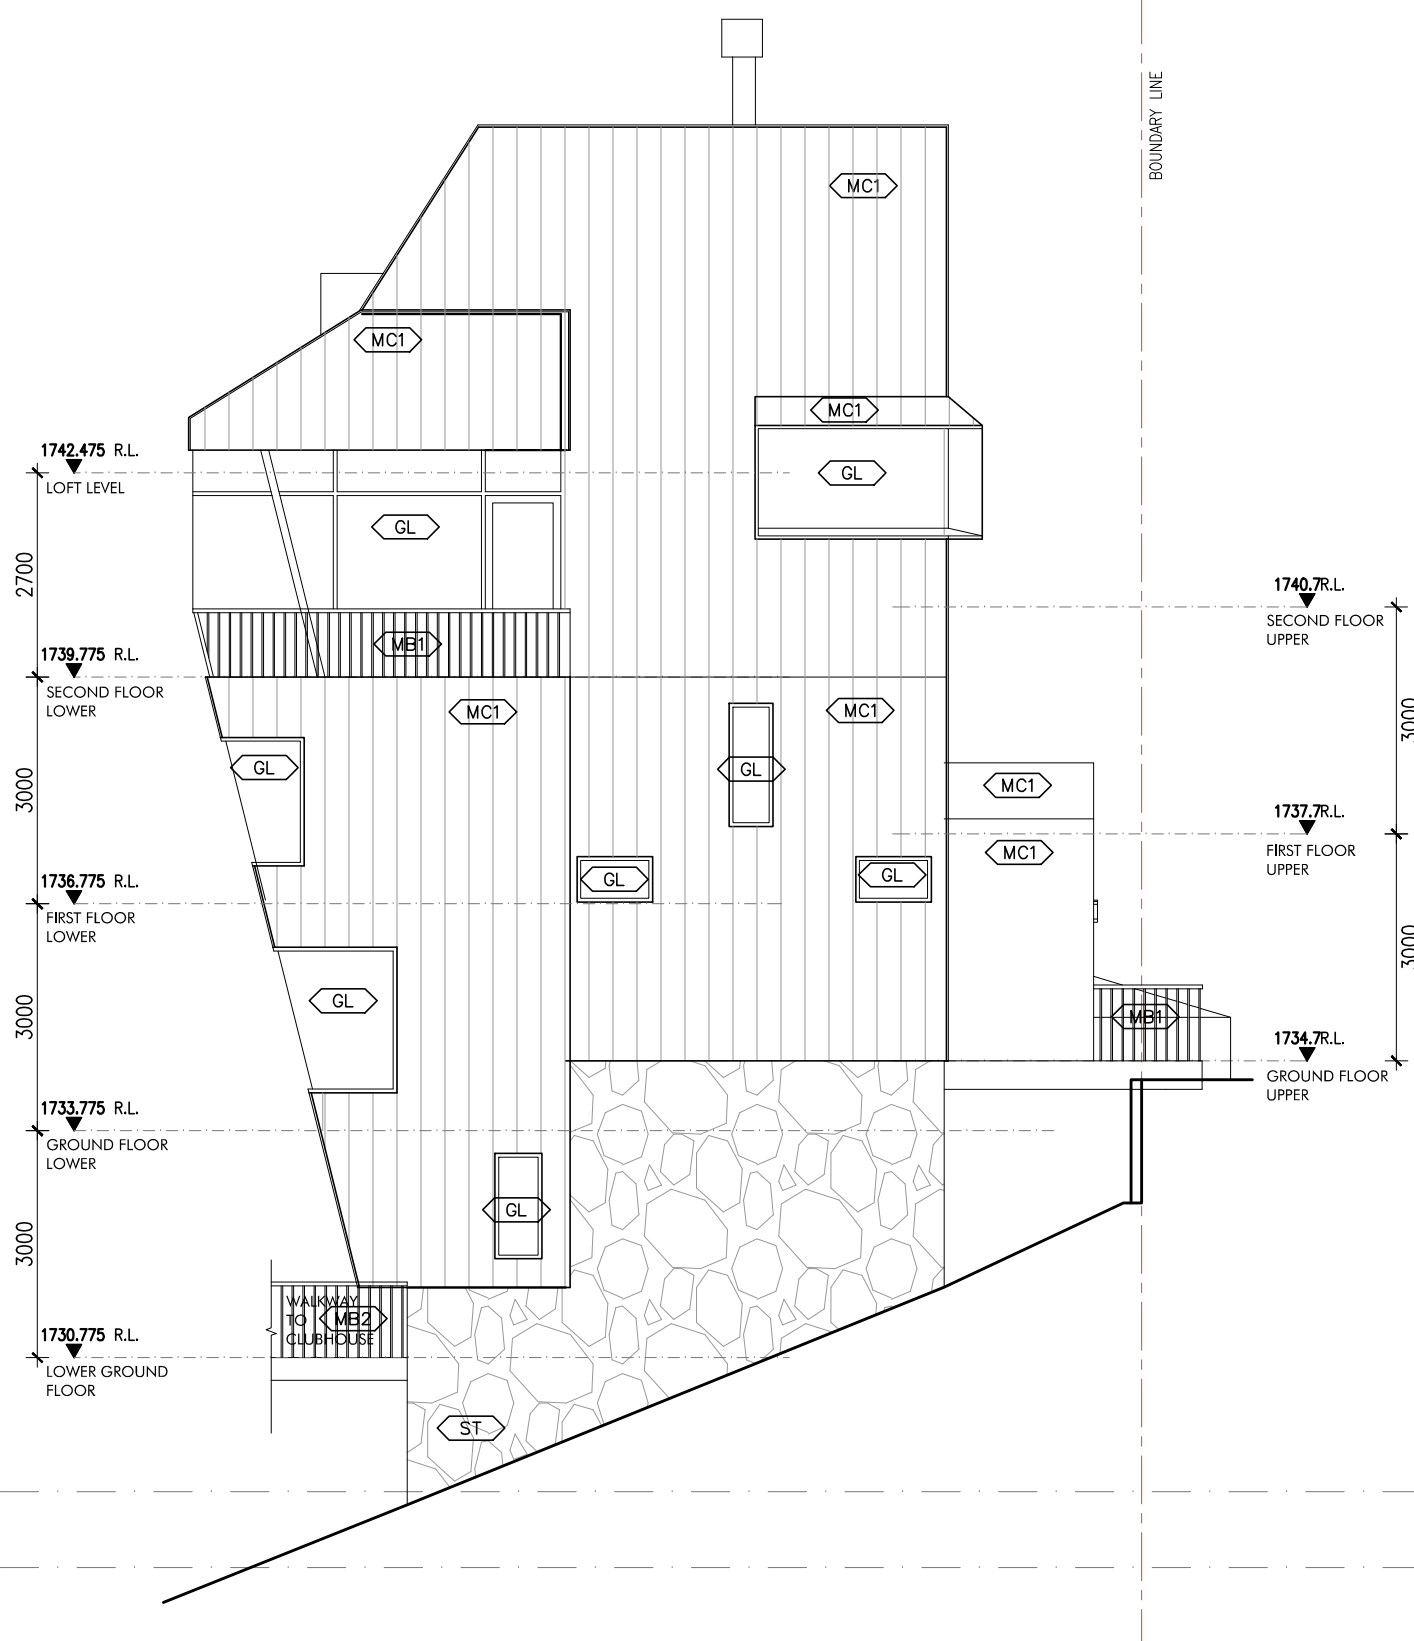 BOUNDARY LINE
MC1
MC1
MC1
1742.475 R.L.
LOFT LEVEL
GL
GL
2700
1740.7R.L.
SECOND FLOOR
UPPER
MB1
1739.775 R.L.
SECOND FLOOR
LOWER
MC1
MC1
3000
GL
GL
3000
MC1
1737.7R.L.
FIRST FLOOR
UPPER
MC1
1736.775 R.L.
FIRST FLOOR
LOWER
GL
GL
3000
GL
3000
MB1
1734.7R.L.
GROUND FLOOR
UPPER
1733.775 R.L.
GROUND FLOOR
LOWER
GL
3000
WALKWAY
TO
CLUBHOUSE
MB2
1730.775 R.L.
LOWER GROUND
FLOOR
ST